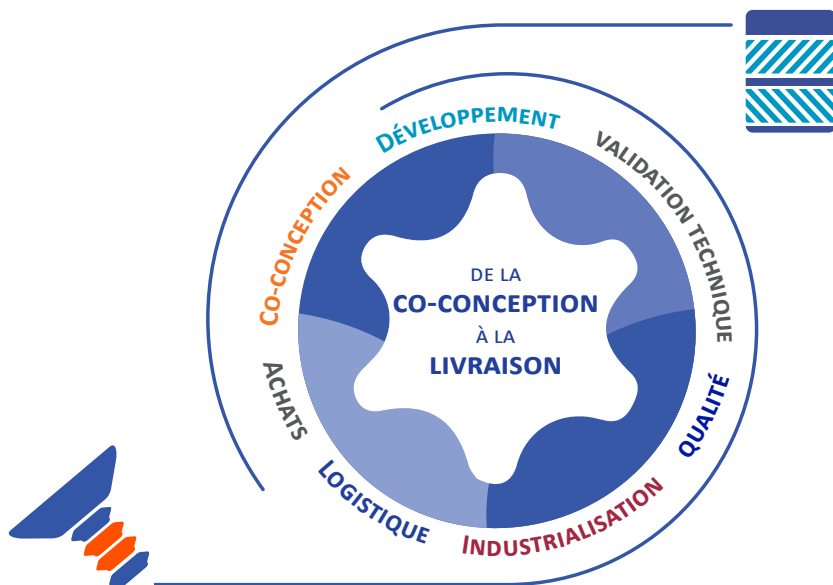 Co-conception
Développement
VALIDATION TECHNIQUE
QUALITÉ
Industrialisation
Logistique
Achats
DE LA
CO-CONCEPTION
À LA
LIVRAISON